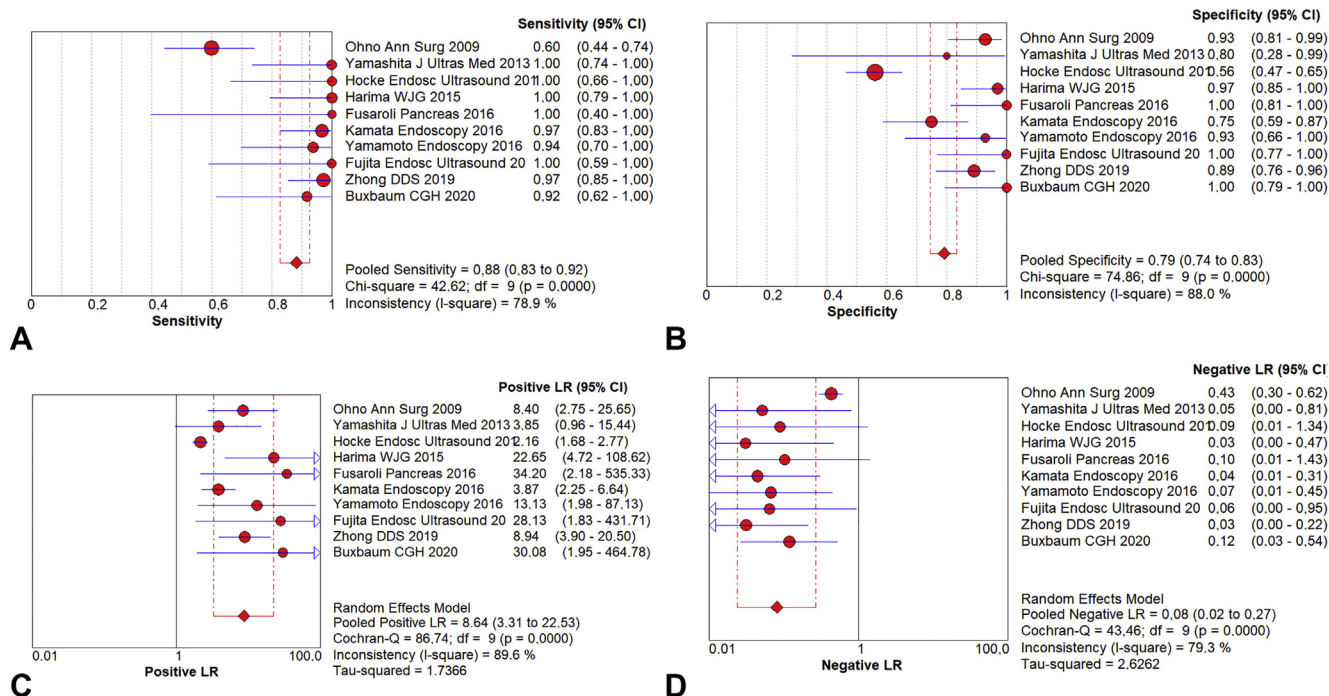 Sensitivity (95% CI)
Ohno Ann Surg 2009 0.60 (0.44 - 0.74)
Yamashita J Ultras Med 2013 1.00 (0.74 - 1.00)
Hocke Endosc Ultrasound 201 1.00 (0.66 - 1.00)
Harima WJG 2015 1.00 (0.79 - 1.00)
Fusaroli Pancreas 2016 1.00 (0.40 - 1.00)
Kamata Endoscopy 2016 0.97 (0.83 - 1.00)
Yamamoto Endoscopy 2016 0.94 (0.70 - 1.00)
Fujita Endosc Ultrasound 20 1.00 (0.59 - 1.00)
Zhong DDS 2019 0.97 (0.85 - 1.00)
Buxbaum CGH 2020 0.92 (0.62 - 1,00)
Pooled Sensitivity = 0,88 (0.83 to 0.92)
Chi-square = 42.62; df = 9 (p = 0.0000)
Inconsistency (I-square) = 78.9 %
0 0.2 0.4 0.6 0.8 1
Sensitivity
A
Specificity (95% CI)
Ohno Ann Surg 2009 0.93 (0.81 - 0.99)
Yamashita J Ultras Med 2013 0.80 (0.28 - 0.99)
Hocke Endosc Ultrasound 201 0.56 (0.47 - 0.65)
Harima WJG 2015 0.97 (0.85 - 1.00)
Fusaroli Pancreas 2016 1.00 (0.81 - 1.00)
Kamata Endoscopy 2016 0.75 (0.59 - 0.87)
Yamamoto Endoscopy 2016 0.93 (0.66 - 1.00)
Fujita Endosc Ultrasound 20 1.00 (0.77 - 1.00)
Zhong DDS 2019 0.89 (0.76 - 0.96)
Buxbaum CGH 2020 1.00 (0.79 - 1.00)
Pooled Specificity = 0.79 (0.74 to 0.83)
Chi-square = 74.86; df = 9 (p = 0.0000)
Inconsistency (I-square) = 88.0 %
0 0.2 0.4 0.6 0.8 1
Specificity
B
Positive LR (95% CI)
Ohno Ann Surg 2009 8.40 (2.75 - 25.65)
Yamashita J Ultras Med 2013 3.85 (0.96 - 15.44)
Hocke Endosc Ultrasound 201 2.16 (1.68 - 2.77)
Harima WJG 2015 22.65 (4.72 - 108.62)
Fusaroli Pancreas 2016 34.20 (2.18 - 535.33)
Kamata Endoscopy 2016 3.87 (2.25 - 6.64)
Yamamoto Endoscopy 2016 13.13 (1.98 - 87.13)
Fujita Endosc Ultrasound 20 28.13 (1.83 - 431.71)
Zhong DDS 2019 8.94 (3.90 - 20.50)
Buxbaum CGH 2020 30.08 (1.95 - 464.78)
Random Effects Model
Pooled Positive LR = 8.64 (3.31 to 22.53)
Cochran-Q = 86,74; df = 9 (p = 0.0000)
Inconsistency (I-square) = 89.6 %
Tau-squared = 1.7366
0.01 1 100.0
Positive LR
C
Negative LR (95% CI)
Ohno Ann Surg 2009 0.43 (0.30 - 0.62)
Yamashita J Ultras Med 2013 0.05 (0.00 - 0.81)
Hocke Endosc Ultrasound 201 0.09 (0.01 - 1.34)
Harima WJG 2015 0.03 (0.00 - 0.47)
Fusaroli Pancreas 2016 0,10 (0.01 - 1.43)
Kamata Endoscopy 2016 0.04 (0.01 - 0.31)
Yamamoto Endoscopy 2016 0.07 (0.01 - 0.45)
Fujita Endosc Ultrasound 20 0.06 (0.00 - 0.95)
Zhong DDS 2019 0.03 (0.00 - 0.22)
Buxbaum CGH 2020 0.12 (0.03 - 0,54)
Random Effects Model
Pooled Negative LR = 0,08 (0.02 to 0.27)
Cochran-Q = 43,46; df = 9 (p = 0.0000)
Inconsistency (I-square) = 79.3 %
Tau-squared = 2.6262
0.01 1 100,0
Negative LR
D